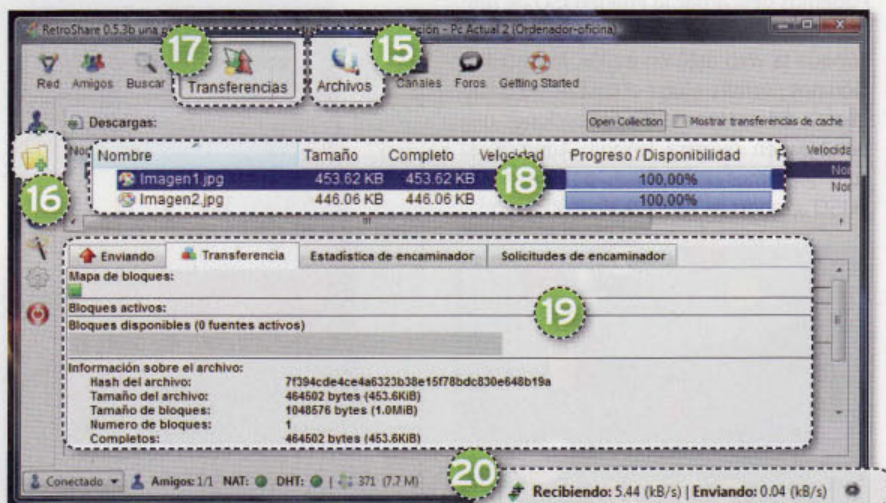 RetroShare 0.5.3b una p ción - Pc Actual 2 (Ordenador-oficina)
17
15
Red Amigos Buscar Transferencias Archivos Canales Foros Getting Started
Descargas: Open Collection Mostrar transferencias de cache
Nombre Tamaño Completo Velocidad Progreso / Disponibilidad F Velocida
Imagen1.jpg 453.62 KB 453.62 KB 100,00% Nor
Imagen2.jpg 446.06 KB 446.06 KB 100,00% Nor
16
18
Enviando Transferencia Estadística de encaminador Solicitudes de encaminador
Mapa de bloques:
Bloques activos:
19
Bloques disponibles (0 fuentes activos)
Información sobre el archivo:
Hash del archivo: 7f394cde4ce4a6323b38e15f78bdc830e648b19a
Tamaño del archivo: 464502 bytes (453.6KiB)
Tamaño de bloques: 1048576 bytes (1.0MiB)
Numero de bloques: 1
Completos: 464502 bytes (453.6KiB)
20
Conectado Amigos: 1/1 NAT: DHT: | 371 (7.7 M) Recibiendo: 5.44 (kB/s) | Enviando: 0.04 (kB/s)